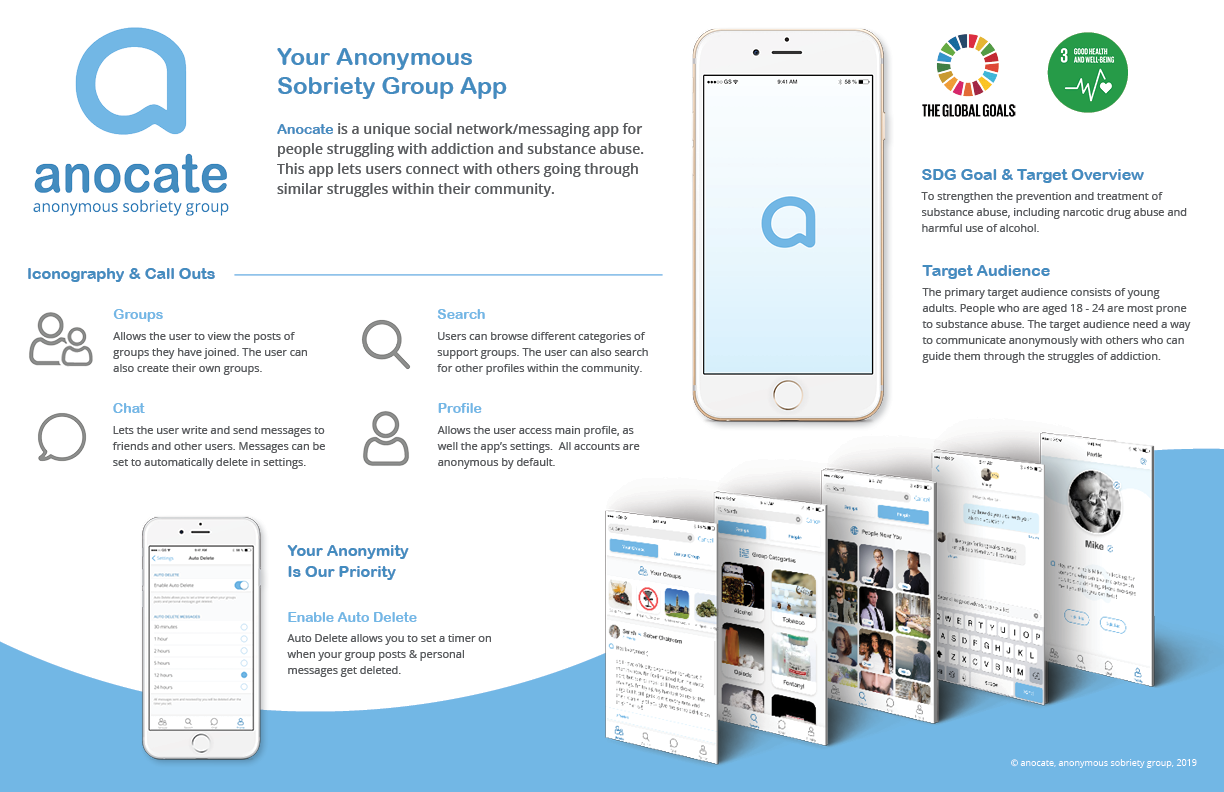 anocate
anonymous sobriety group
Your Anonymous
Sobriety Group App
Anocate is a unique social network/messaging app for
people struggling with addiction and substance abuse.
This app lets users connect with others going through
similar struggles within their community.
GS
9:41 AM
58 %
THE GLOBAL GOALS
3 GOOD HEALTH
AND WELL-BEING
SDG Goal & Target Overview
To strengthen the prevention and treatment of
substance abuse, including narcotic drug abuse and
harmful use of alcohol.
Target Audience
The primary target audience consists of young
adults. People who are aged 18 - 24 are most prone
to substance abuse. The target audience need a way
to communicate anonymously with others who can
guide them through the struggles of addiction.
Iconography & Call Outs
Groups
Allows the user to view the posts of
groups they have joined. The user can
also create their own groups.
Search
Users can browse different categories of
support groups. The user can also search
for other profiles within the community.
Chat
Lets the user write and send messages to
friends and other users. Messages can be
set to automatically delete in settings.
Profile
Allows the user access main profile, as
well the app's settings.  All accounts are
anonymous by default.
Settings
Auto Delete
AUTO DELETE
Enable Auto Delete
AUTO DELETE MESSAGES
30 minutes
1 hour
2 hours
5 hours
12 hours
24 hours
Your Anonymity
Is Our Priority
Enable Auto Delete
Auto Delete allows you to set a timer on
when your group posts & personal
messages get deleted.
Search
Cancel
Your Groups
Search
Cancel
People
Group Categories
Alcohol
Tobacco
Opioids
Fentanyl
Cancel
People
People Near You
Q W E R T Y U I O P
A S D F G H J K L
Z X C V B N M
space
Profile
Mike
© anocate, anonymous sobriety group, 2019